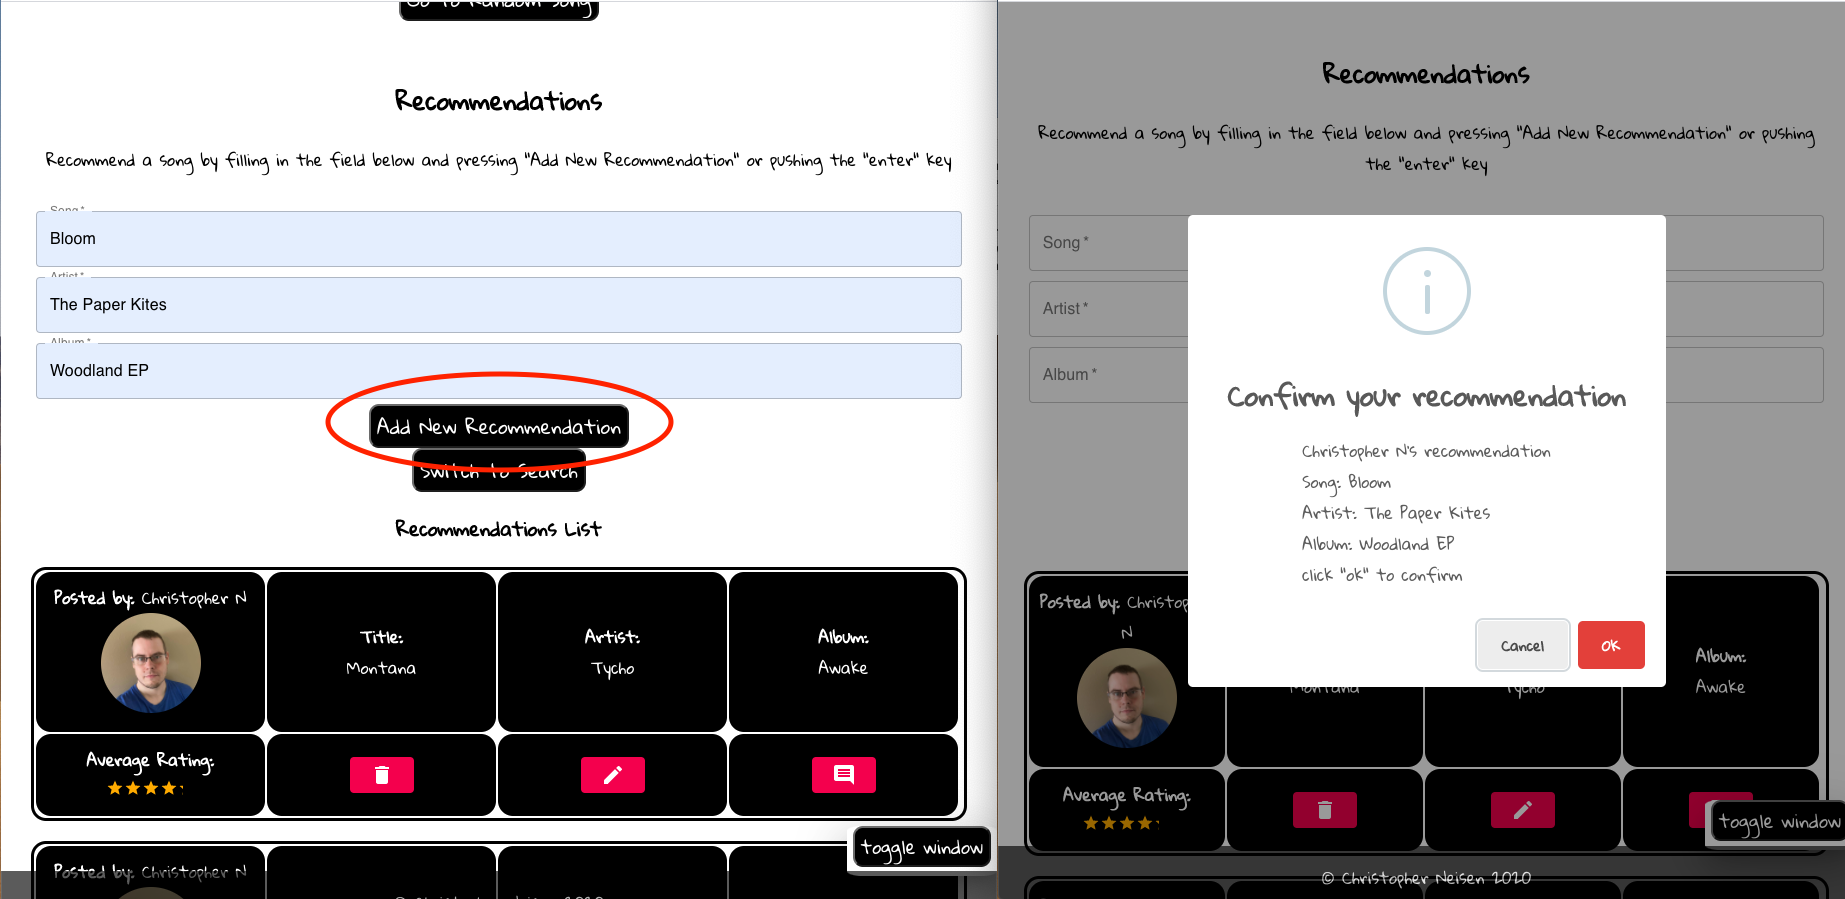 Go To Random Song
Recommendations
Recommend a song by filling in the field below and pressing "Add New Recommendation" or pushing the "enter" key
Song *
Bloom
Artist *
The Paper Kites
Album *
Woodland EP
Add New Recommendation
Switch to Search
Recommendations List
Posted by: Christopher N
Title:
Montana
Artist:
Tycho
Album:
Awake
Average Rating:
toggle window
Posted by: Christopher N
Recommendations
Recommend a song by filling in the field below and pressing "Add New Recommendation" or pushing
the "enter" key
Song *
Artist *
Album *
Confirm your recommendation
Christopher N's recommendation
Song: Bloom
Artist: The Paper Kites
Album: Woodland EP
click "ok" to confirm
Cancel
OK
Posted by: Christop
N
Montana
Tycho
Album:
Awake
Average Rating:
toggle window
© Christopher Neisen 2020